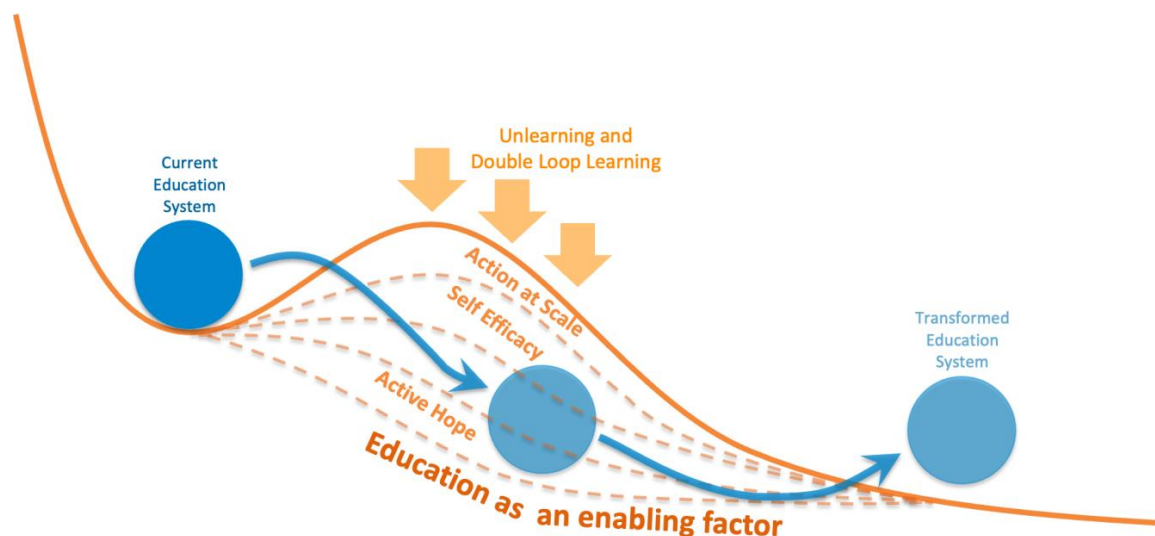 Unlearning and
Double Loop Learning
Current
Education
System
Action at Scale
Self Efficacy
Active Hope
Transformed
Education
System
Education as an enabling factor